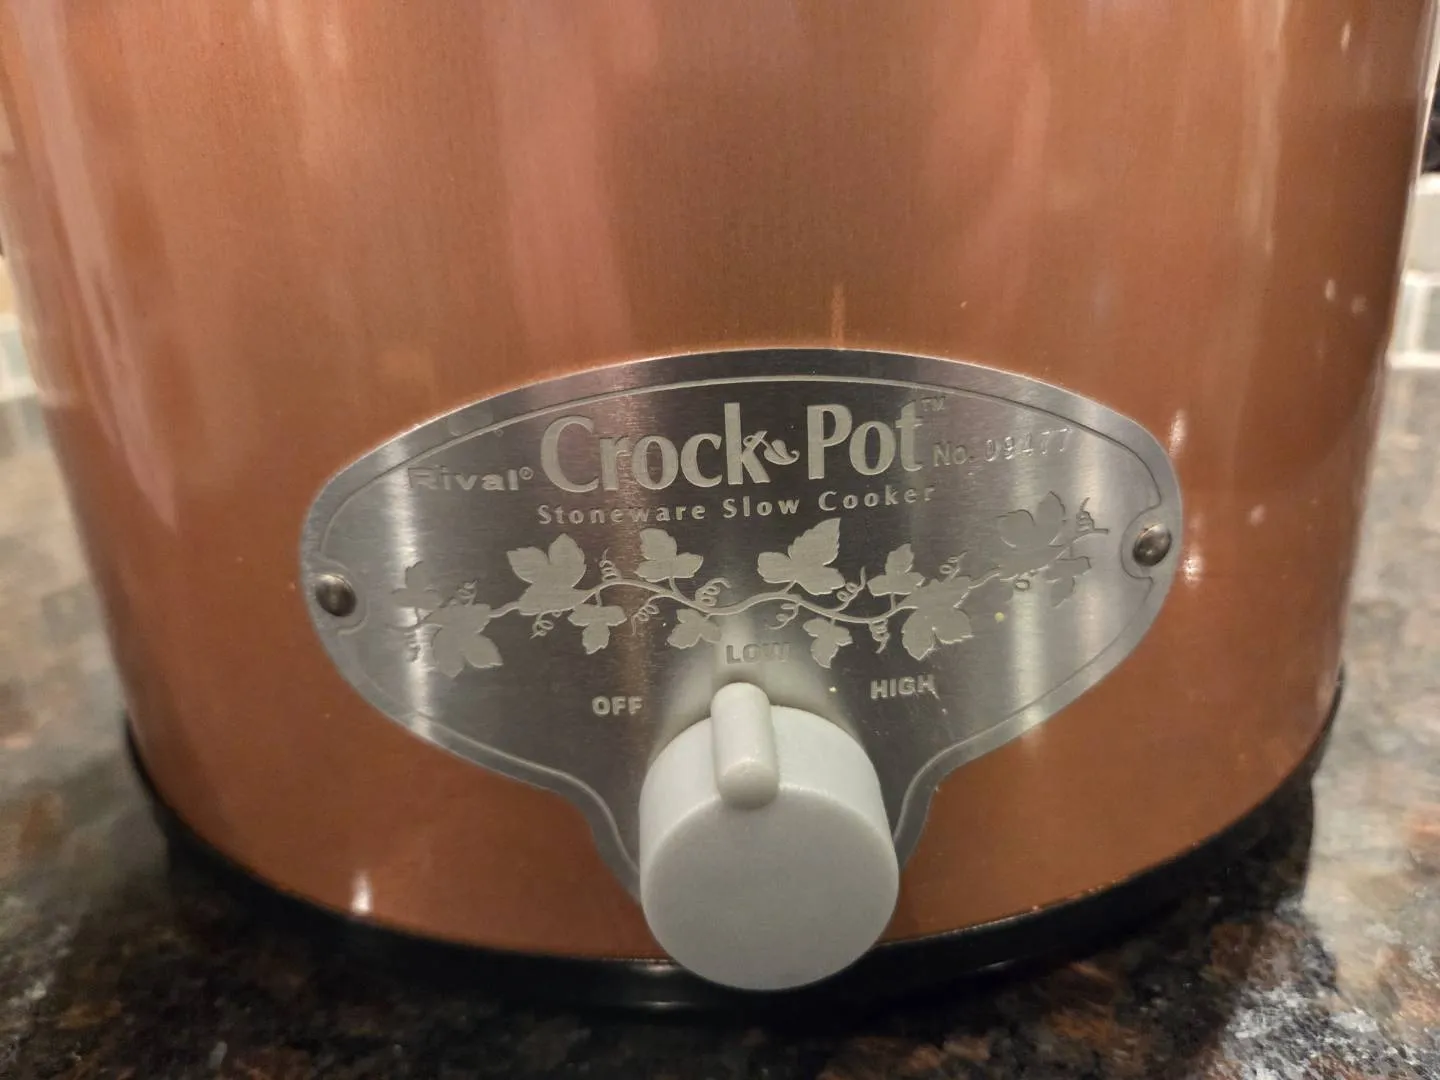 Rival® Crock-Pot™ No. 09477
Stoneware Slow Cooker
LOW
OFF HIGH